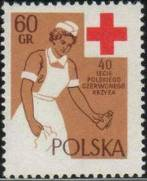 60
GR
40
LECIE
POLSKIEGO
CZERWONEGO
KRZYŻA
POLSKA